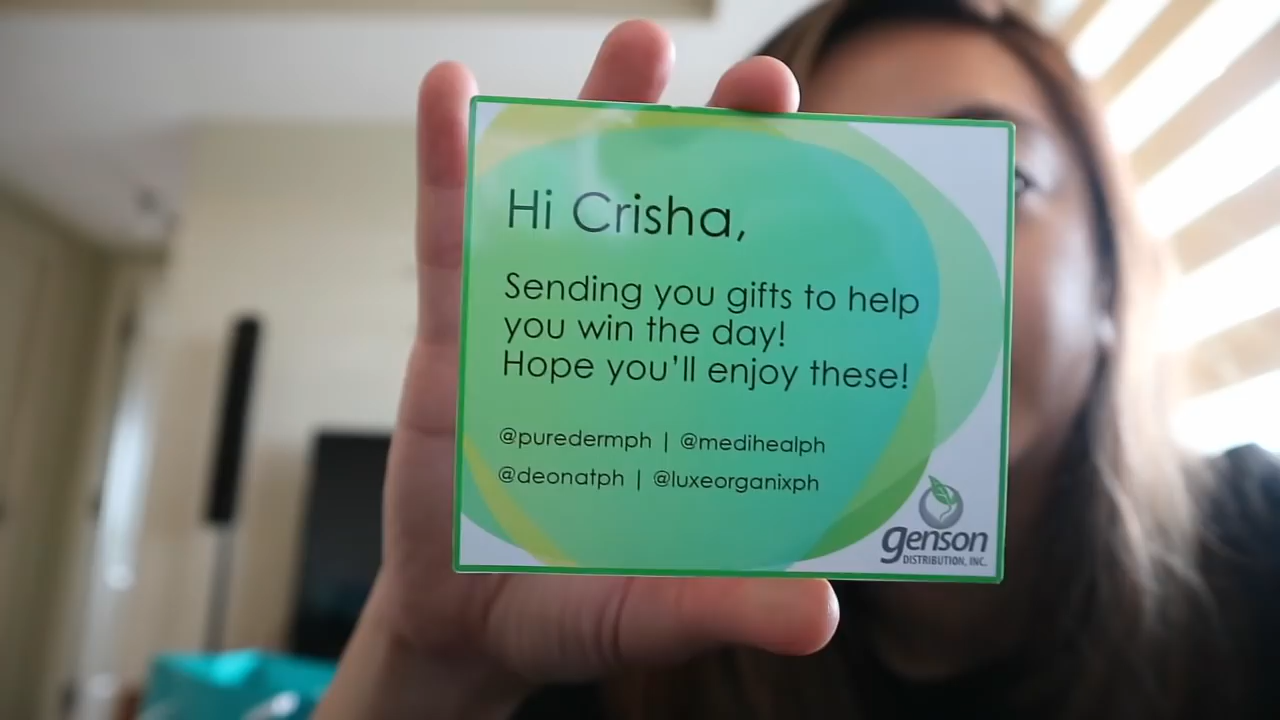 Hi Crisha,
Sending you gifts to help
you win the day!
Hope you'll enjoy these!
@puredermph | @medihealph
@deonatph | @luxeorganixph
genson
DISTRIBUTION, INC.